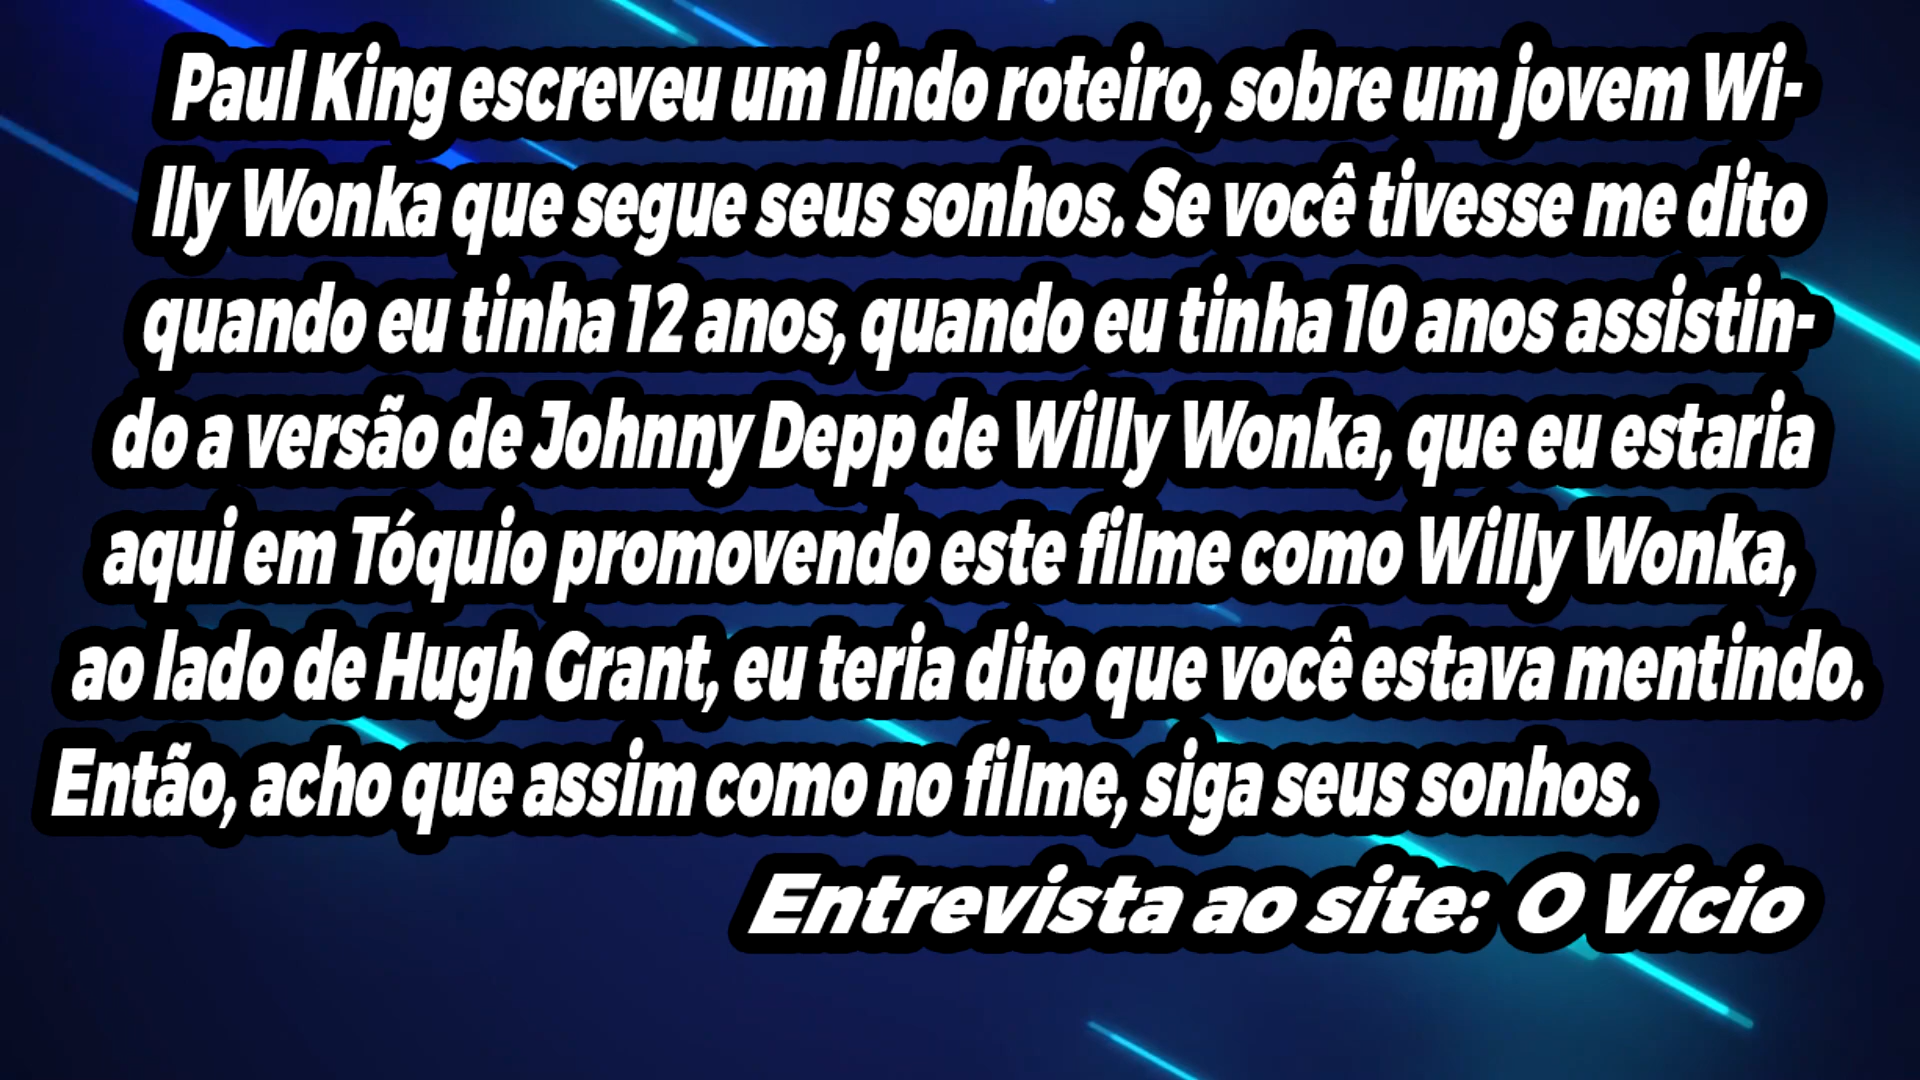 Paul King escreveu um lindo roteiro, sobre um jovem Wi-
lly Wonka que segue seus sonhos. Se você tivesse me dito
quando eu tinha 12 anos, quando eu tinha 10 anos assistin-
do a versão de Johnny Depp de Willy Wonka, que eu estaria
aqui em Tóquio promovendo este filme como Willy Wonka,
ao lado de Hugh Grant, eu teria dito que você estava mentindo.
Então, acho que assim como no filme, siga seus sonhos.
Entrevista ao site: O Vicio